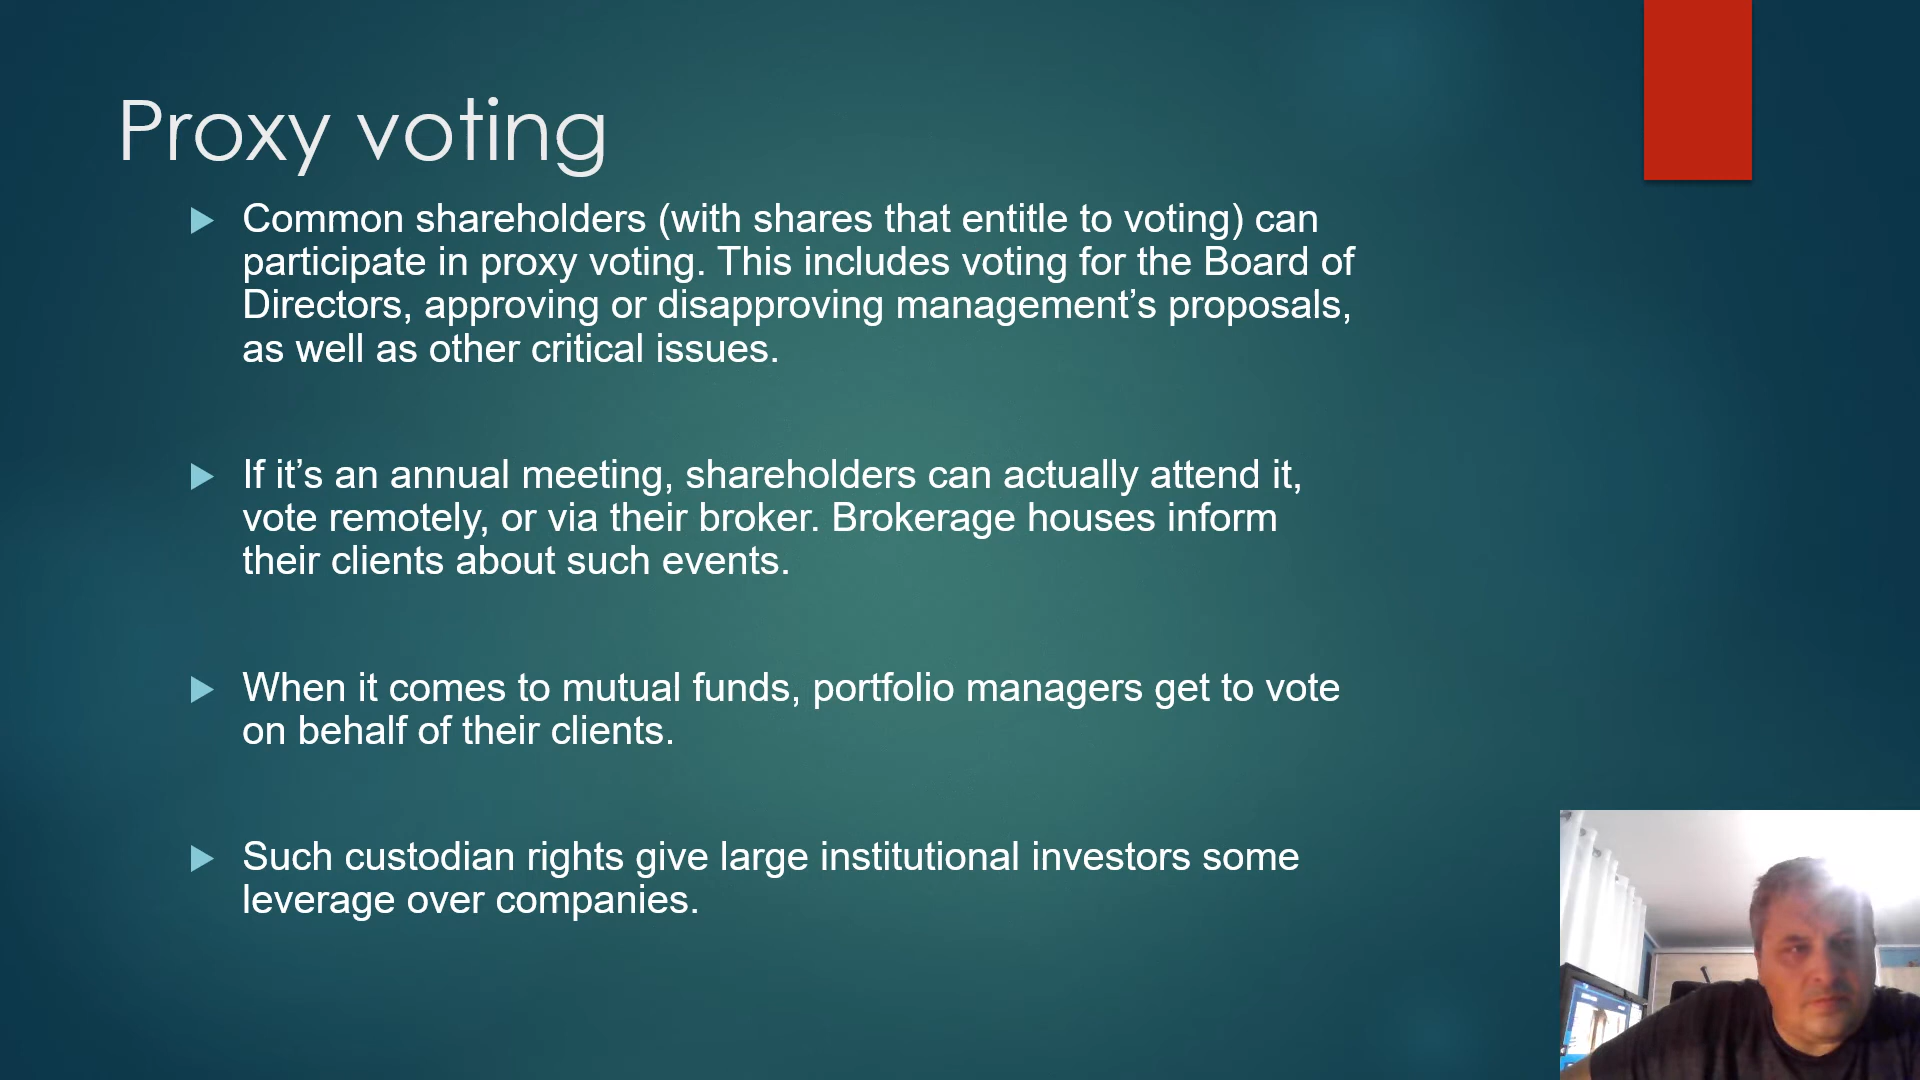 Proxy voting
Common shareholders (with shares that entitle to voting) can
participate in proxy voting. This includes voting for the Board of
Directors, approving or disapproving management’s proposals,
as well as other critical issues.
If it’s an annual meeting, shareholders can actually attend it,
vote remotely, or via their broker. Brokerage houses inform
their clients about such events.
When it comes to mutual funds, portfolio managers get to vote
on behalf of their clients.
Such custodian rights give large institutional investors some
leverage over companies.